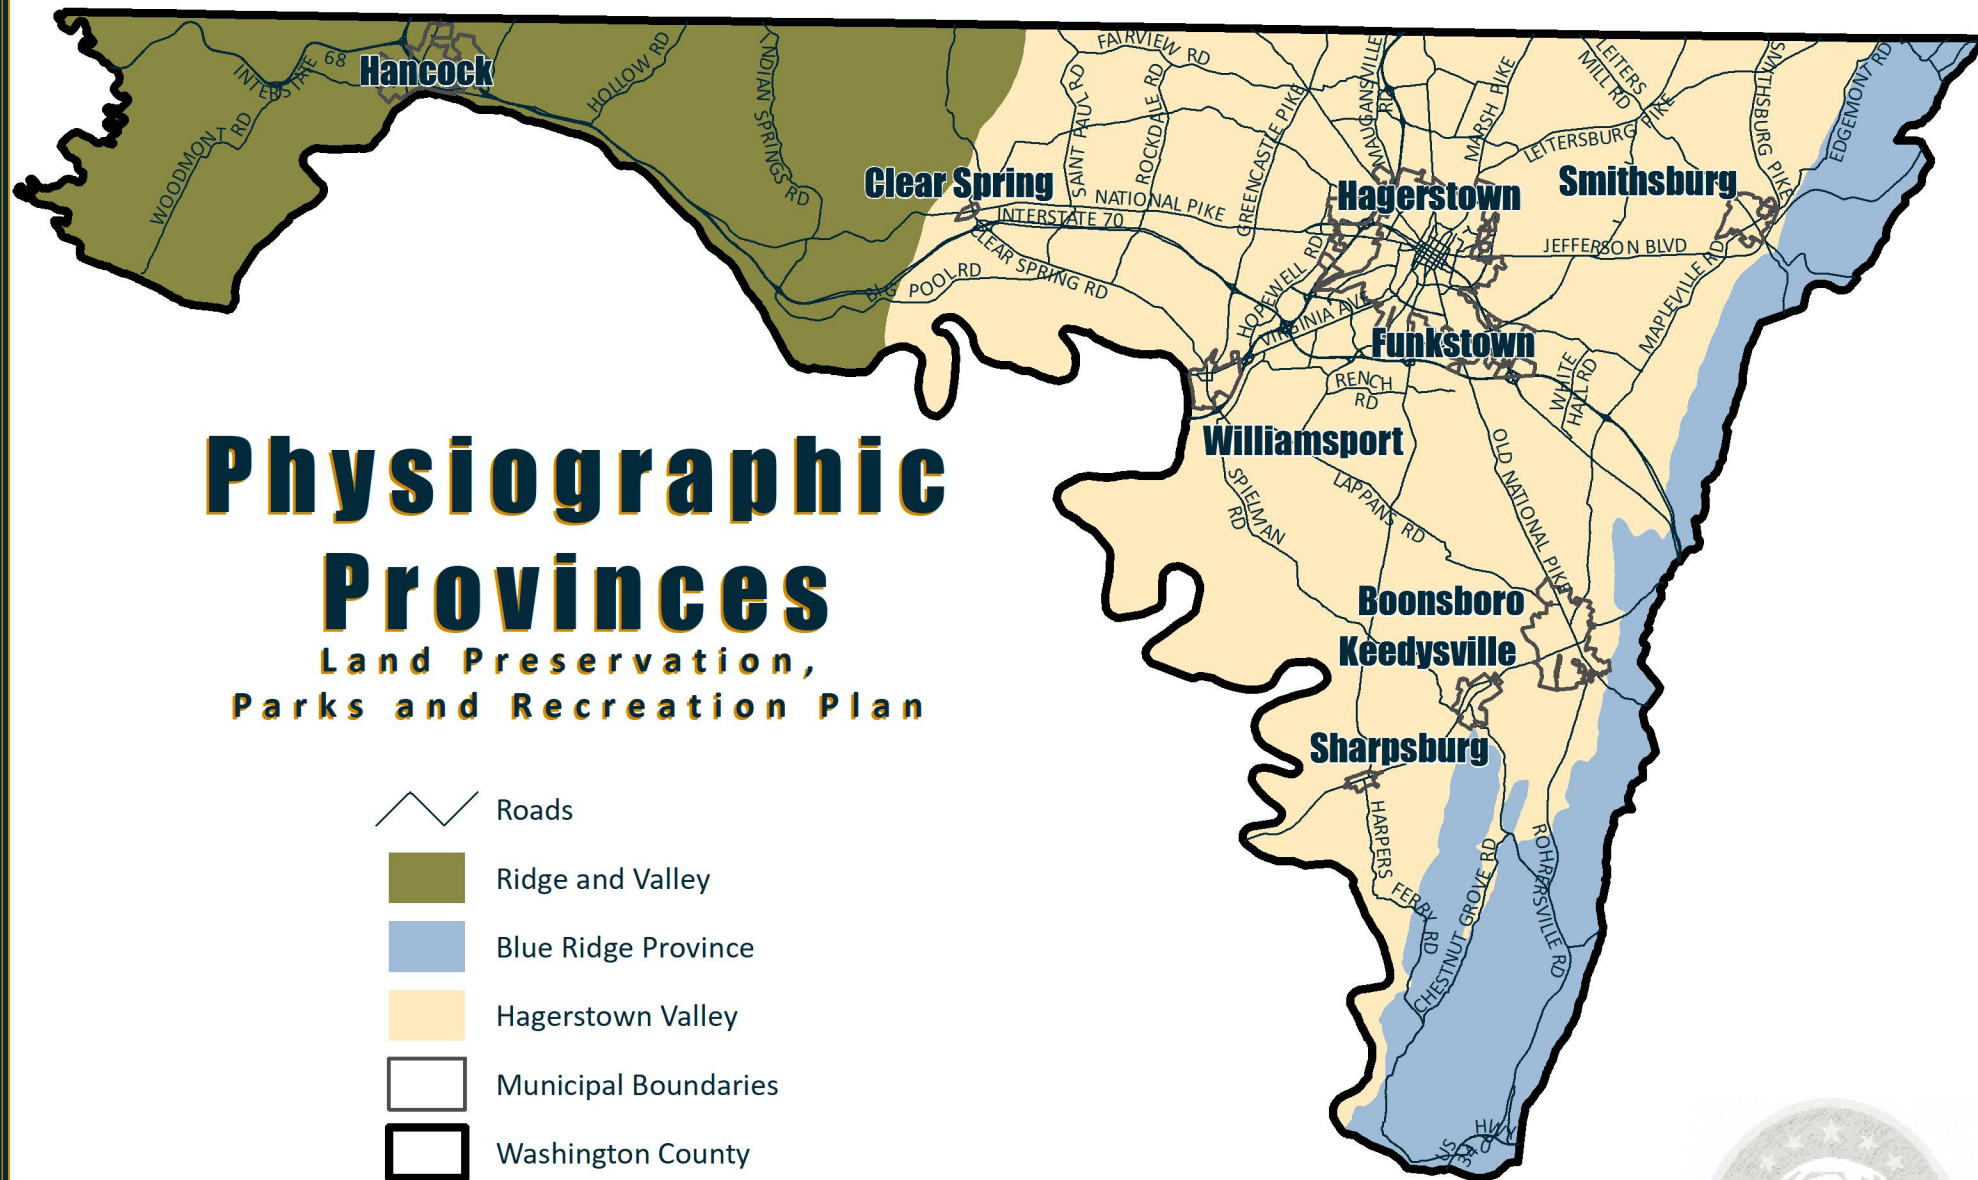 INTERSTATE 68
Hancock
WOODMONT RD
HOLLOW RD
INDIAN SPRINGS RD
Clear Spring
FAIRVIEW RD
SAINT PAUL RD
ROCKDALE RD
NATIONAL PIKE
INTERSTATE 70
CLEAR SPRING RD
BIG POOL RD
GREENCASTLE PIKE
MAUGANSVILLE
RD
MARSH PIKE
LEITERS
MILL RD
LEITERSBURG PIKE
SMITHSBURG PIKE
EDGEMONT RD
Hagerstown
Smithsburg
JEFFERSON BLVD
MAPLEVILLE RD
HOPEWELL RD
VIRGINIA AVE
Funkstown
RENCH
RD
WHITE
HALL RD
Williamsport
SPIELMAN
RD
LAPPANS RD
OLD NATIONAL PIKE
Boonsboro
Keedysville
Sharpsburg
HARPERS FERRY RD
CHESTNUT GROVE RD
ROHRERSVILLE RD
US HWY
340
Physiographic
Provinces
Land Preservation,
Parks and Recreation Plan
Roads
Ridge and Valley
Blue Ridge Province
Hagerstown Valley
Municipal Boundaries
Washington County